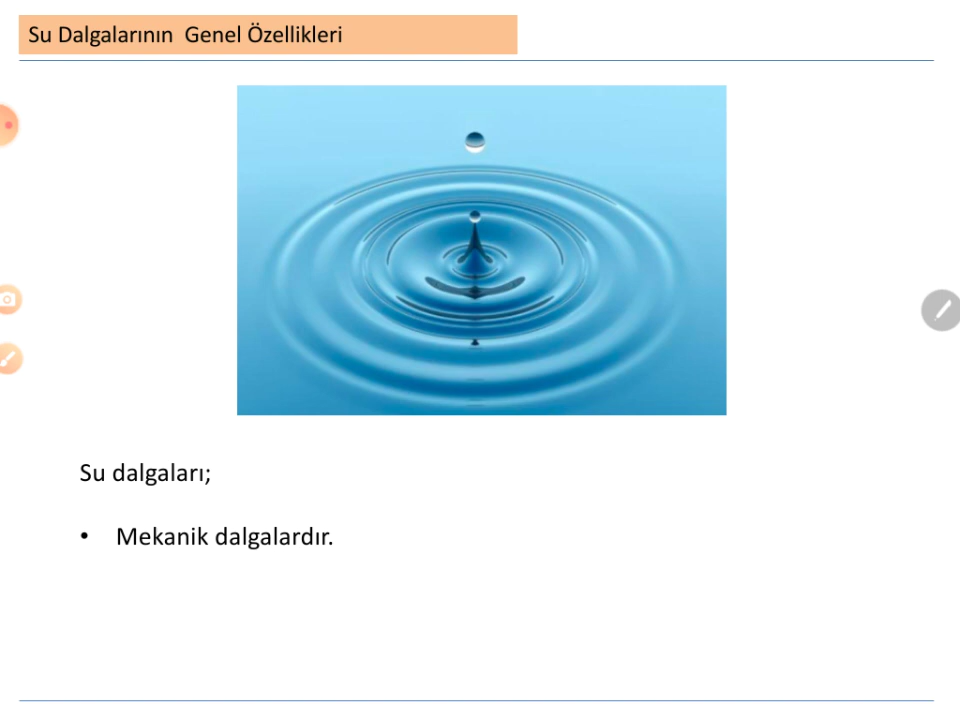 Su Dalgalarının  Genel Özellikleri
Su dalgaları;
• Mekanik dalgalardır.